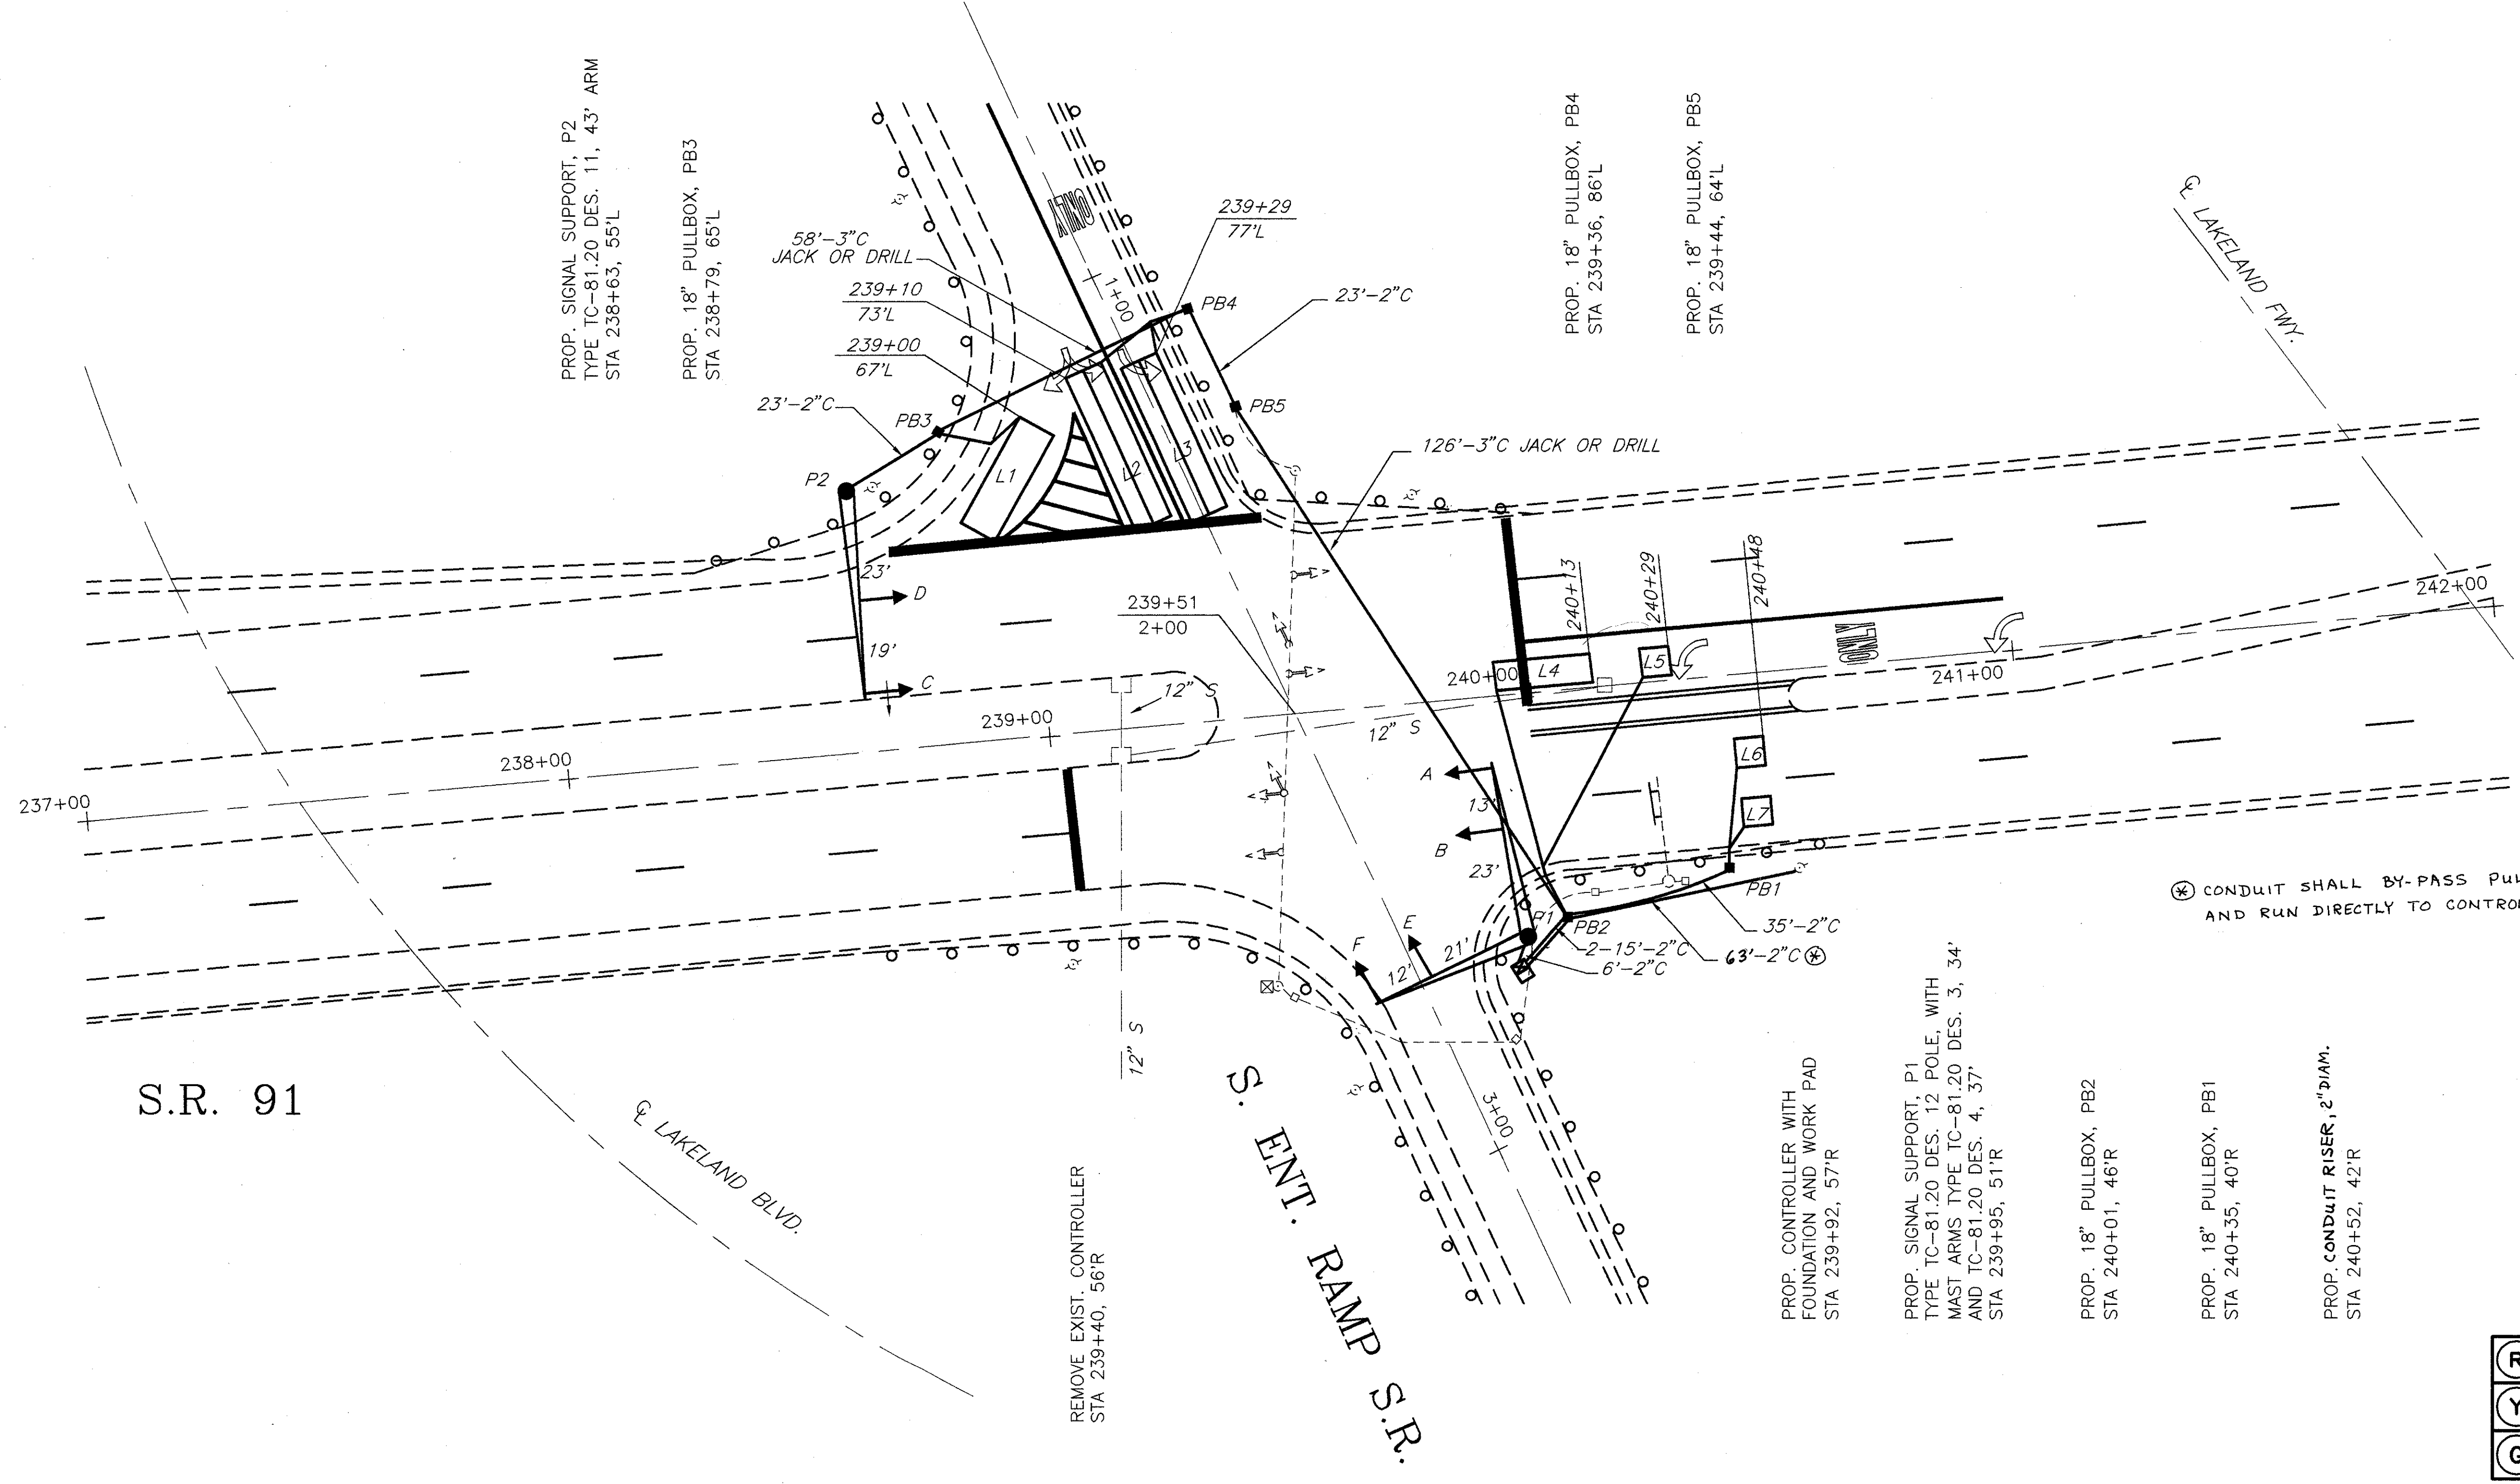 PROP. SIGNAL SUPPORT, P2
TYPE TC-81.20 DES. 11, 43' ARM
STA 238+63, 55'L
PROP. 18" PULLBOX, PB3
STA 238+79, 65'L
PROP. 18" PULLBOX, PB4
STA 239+36, 86'L
PROP. 18" PULLBOX, PB5
STA 239+44, 64'L
℄ LAKELAND FWY.
ONLY
1+00
239+29
77'L
58'-3"C
JACK OR DRILL
239+10
73'L
239+00
67'L
23'-2"C
PB3
PB4
23'-2"C
PB5
126'-3"C JACK OR DRILL
P2
L1
L2
L3
23'
D
19'
C
239+51
2+00
12" S
240+13
240+29
240+48
242+00
240+00
L4
L5
ONLY
241+00
237+00
238+00
239+00
12" S
L6
L7
A
13'
B
23'
PB1
P1
PB2
E
F
21'
12'
2-15'-2"C
6'-2"C
35'-2"C
63'-2"C *
* CONDUIT SHALL BY-PASS PUL
AND RUN DIRECTLY TO CONTRO
12" S
S.R. 91
℄ LAKELAND BLVD.
S. ENT. RAMP S.R.
3+00
REMOVE EXIST. CONTROLLER
STA 239+40, 56'R
PROP. CONTROLLER WITH
FOUNDATION AND WORK PAD
STA 239+92, 57'R
PROP. SIGNAL SUPPORT, P1
TYPE TC-81.20 DES. 12 POLE, WITH
MAST ARMS TYPE TC-81.20 DES. 3, 34'
AND TC-81.20 DES. 4, 37'
STA 239+95, 51'R
PROP. 18" PULLBOX, PB2
STA 240+01, 46'R
PROP. 18" PULLBOX, PB1
STA 240+35, 40'R
PROP. CONDUIT RISER, 2" DIAM.
STA 240+52, 42'R
R
Y
G